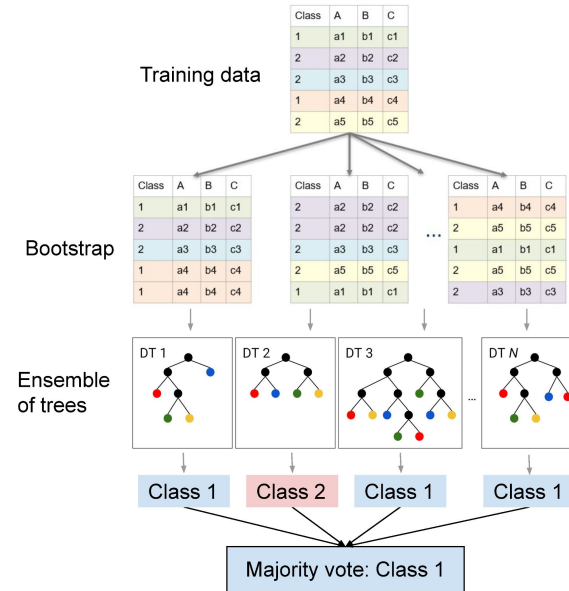 Class A B C
1 a1 b1 c1
2 a2 b2 c2
2 a3 b3 c3
1 a4 b4 c4
2 a5 b5 c5
Training data
Class A B C
1 a1 b1 c1
2 a2 b2 c2
2 a3 b3 c3
1 a4 b4 c4
1 a4 b4 c4
Class A B C
2 a2 b2 c2
2 a2 b2 c2
2 a3 b3 c3
2 a5 b5 c5
1 a1 b1 c1
...
Class A B C
1 a4 b4 c4
2 a5 b5 c5
1 a1 b1 c1
2 a5 b5 c5
2 a3 b3 c3
Bootstrap
Ensemble
of trees
DT 1
DT 2
DT 3
...
DT N
Class 1
Class 2
Class 1
Class 1
Majority vote: Class 1